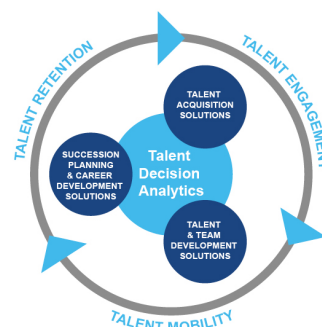 TALENT RETENTION
TALENT ENGAGEMENT
TALENT
ACQUISITION
SOLUTIONS
SUCCESSION
PLANNING
& CAREER
DEVELOPMENT
SOLUTIONS
Talent
Decision
Analytics
TALENT
& TEAM
DEVELOPMENT
SOLUTIONS
TALENT MOBILITY